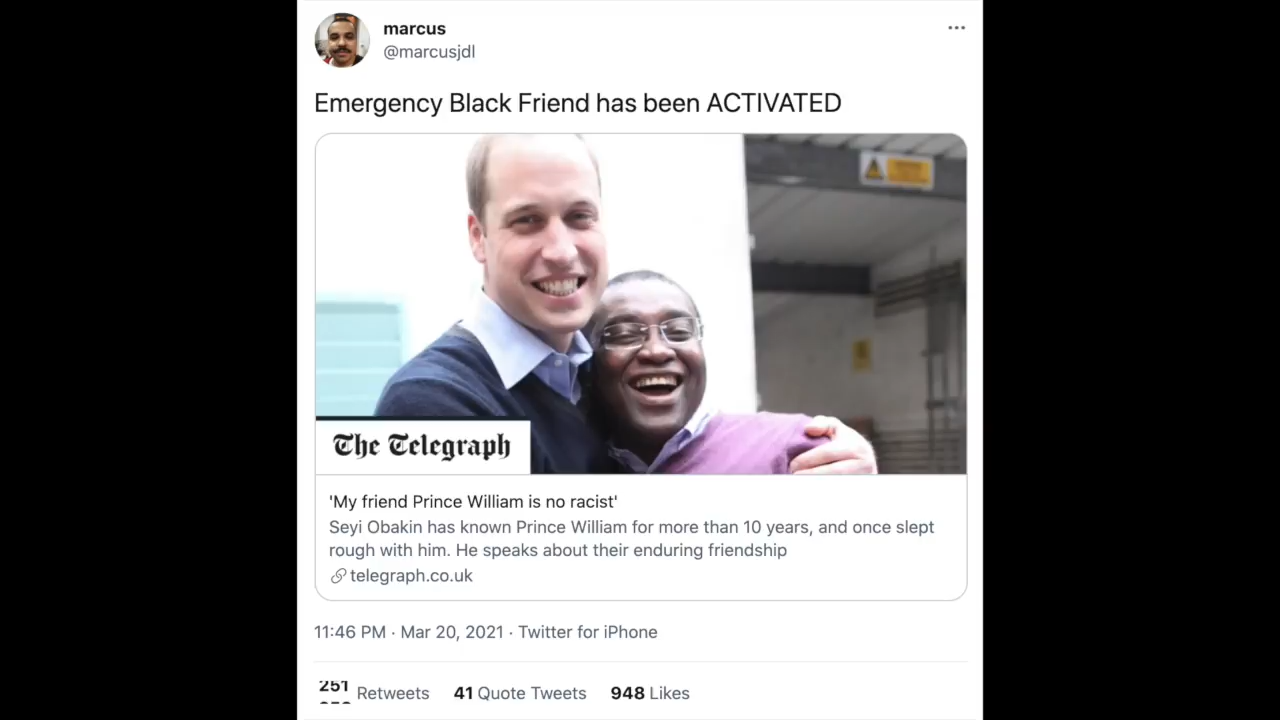 marcus
@marcusjdl
Emergency Black Friend has been ACTIVATED
The Telegraph
'My friend Prince William is no racist'
Seyi Obakin has known Prince William for more than 10 years, and once slept
rough with him. He speaks about their enduring friendship
telegraph.co.uk
11:46 PM · Mar 20, 2021 · Twitter for iPhone
251 Retweets 41 Quote Tweets 948 Likes